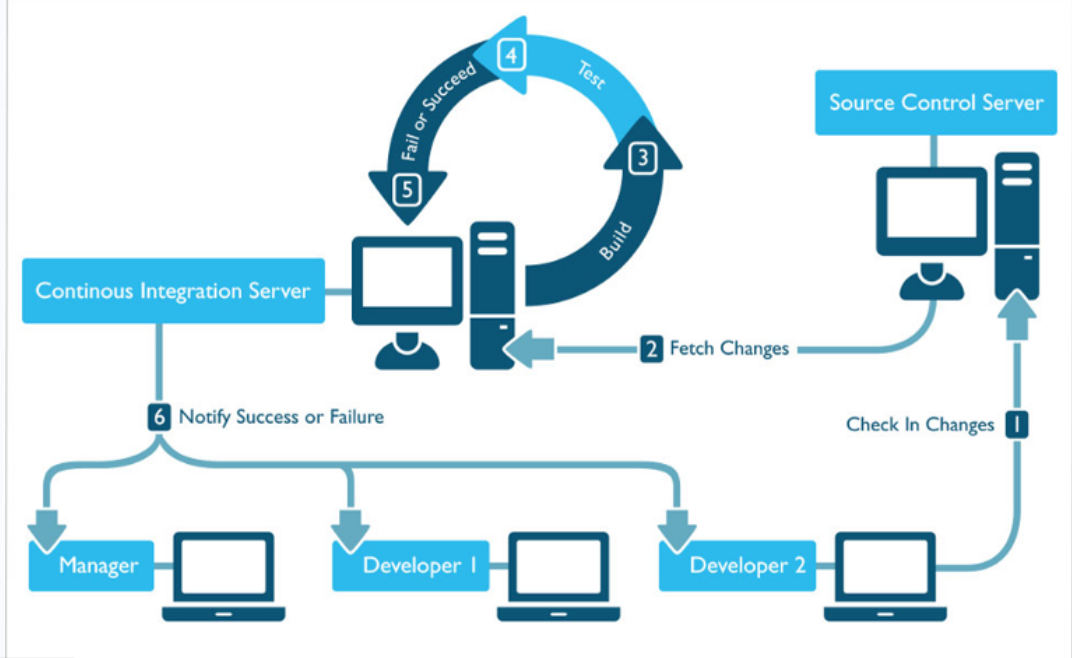 4
Test
Fail or Succeed
5
3
Build
Source Control Server
Continous Integration Server
2 Fetch Changes
6 Notify Success or Failure
Check In Changes 1
Manager
Developer 1
Developer 2